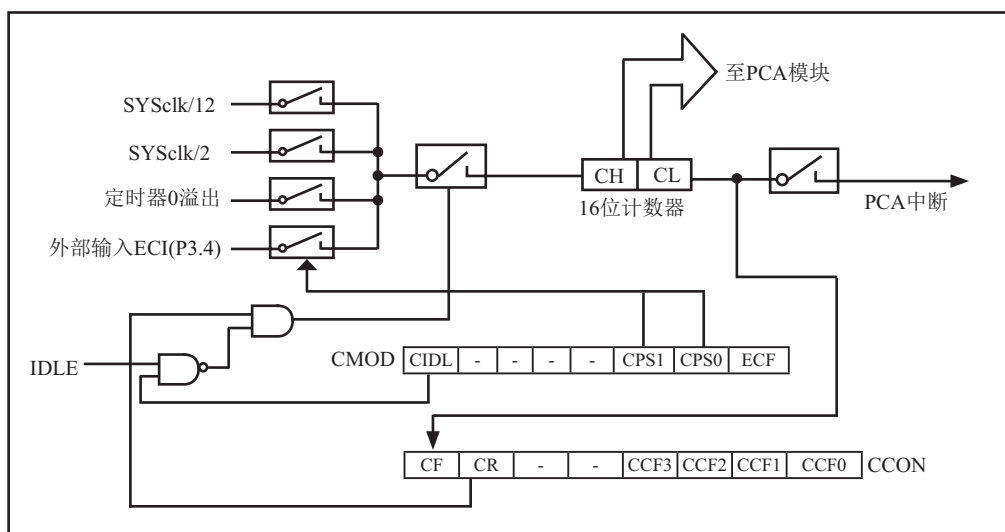 至PCA模块
SYSclk/12
SYSclk/2
定时器0溢出
外部输入ECI(P3.4)
CH CL
16位计数器
PCA中断
IDLE
CMOD CIDL - - - - CPS1 CPS0 ECF
CF CR - - CCF3 CCF2 CCF1 CCF0 CCON